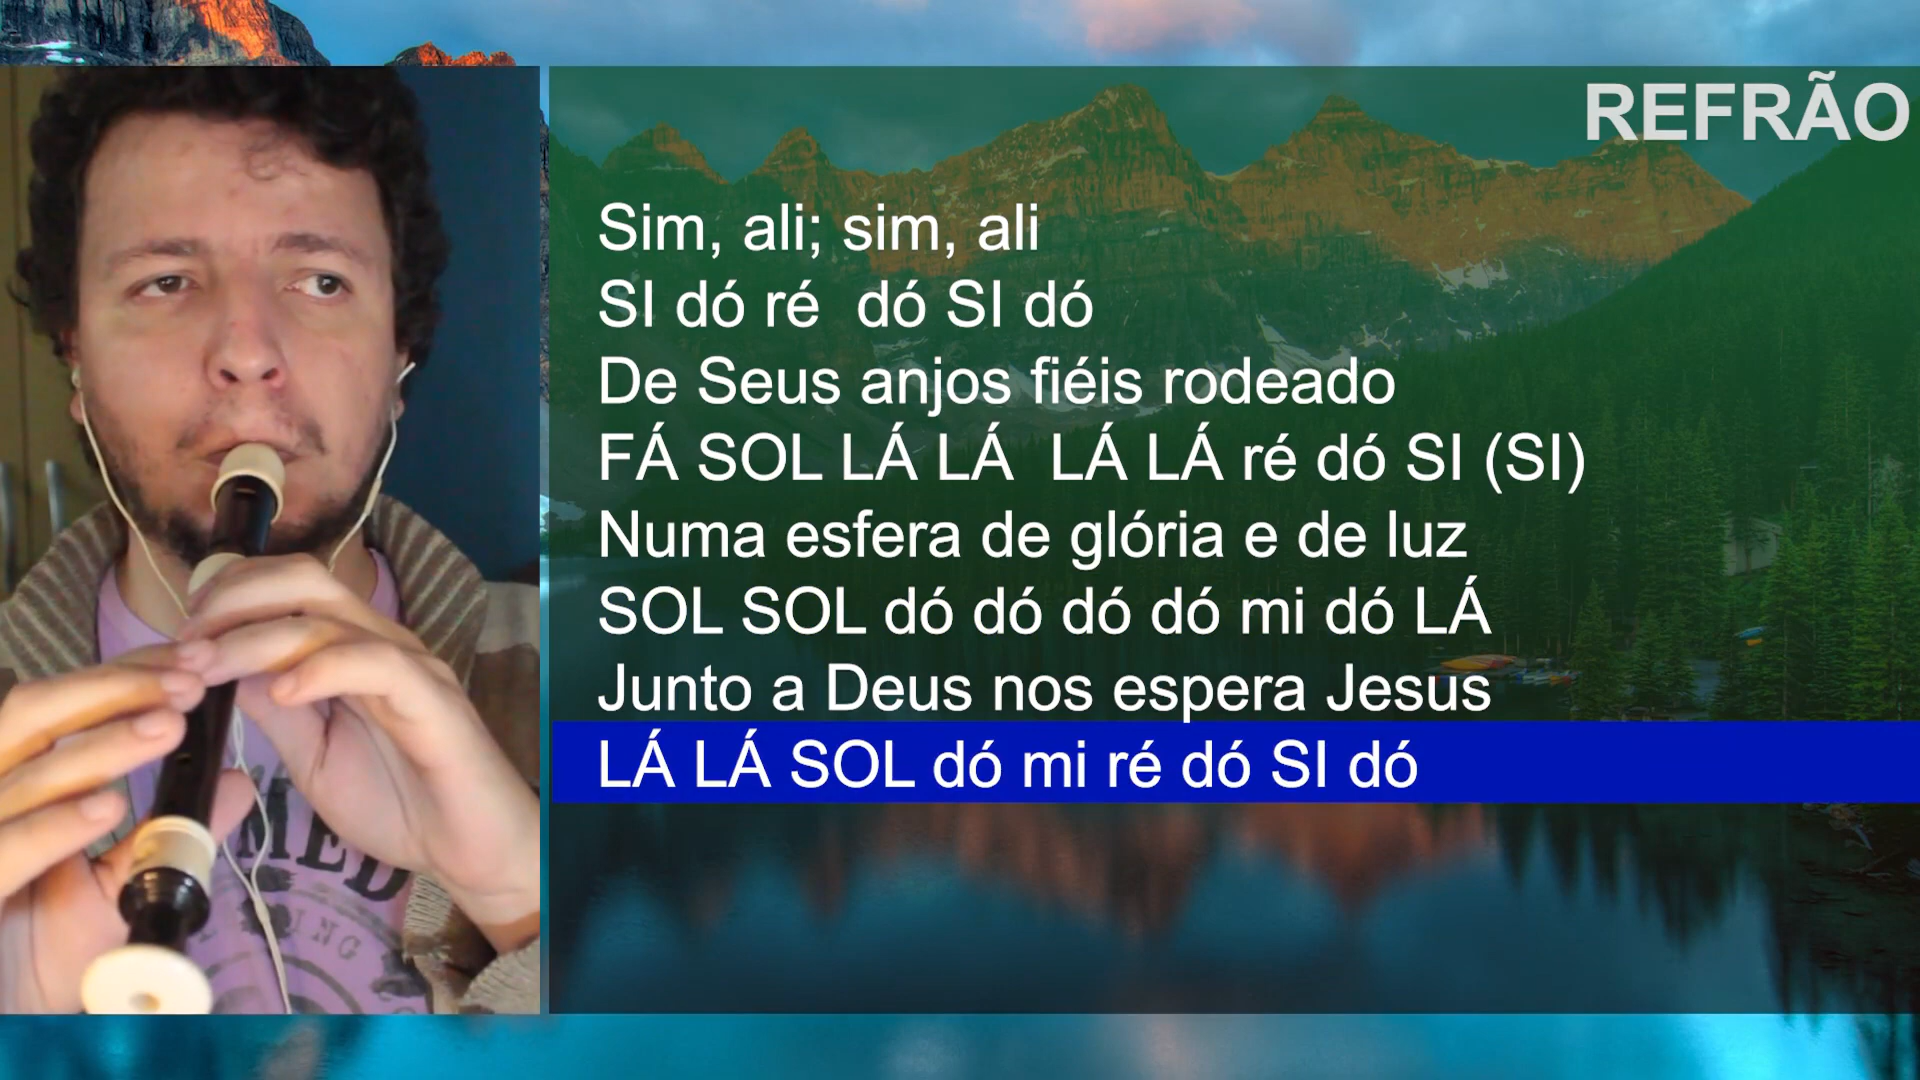 REFRÃO
Sim, ali; sim, ali
SI dó ré  dó SI dó
De Seus anjos fiéis rodeado
FÁ SOL LÁ LÁ  LÁ LÁ ré dó SI (SI)
Numa esfera de glória e de luz
SOL SOL dó dó dó dó mi dó LÁ
Junto a Deus nos espera Jesus
LÁ LÁ SOL dó mi ré dó SI dó